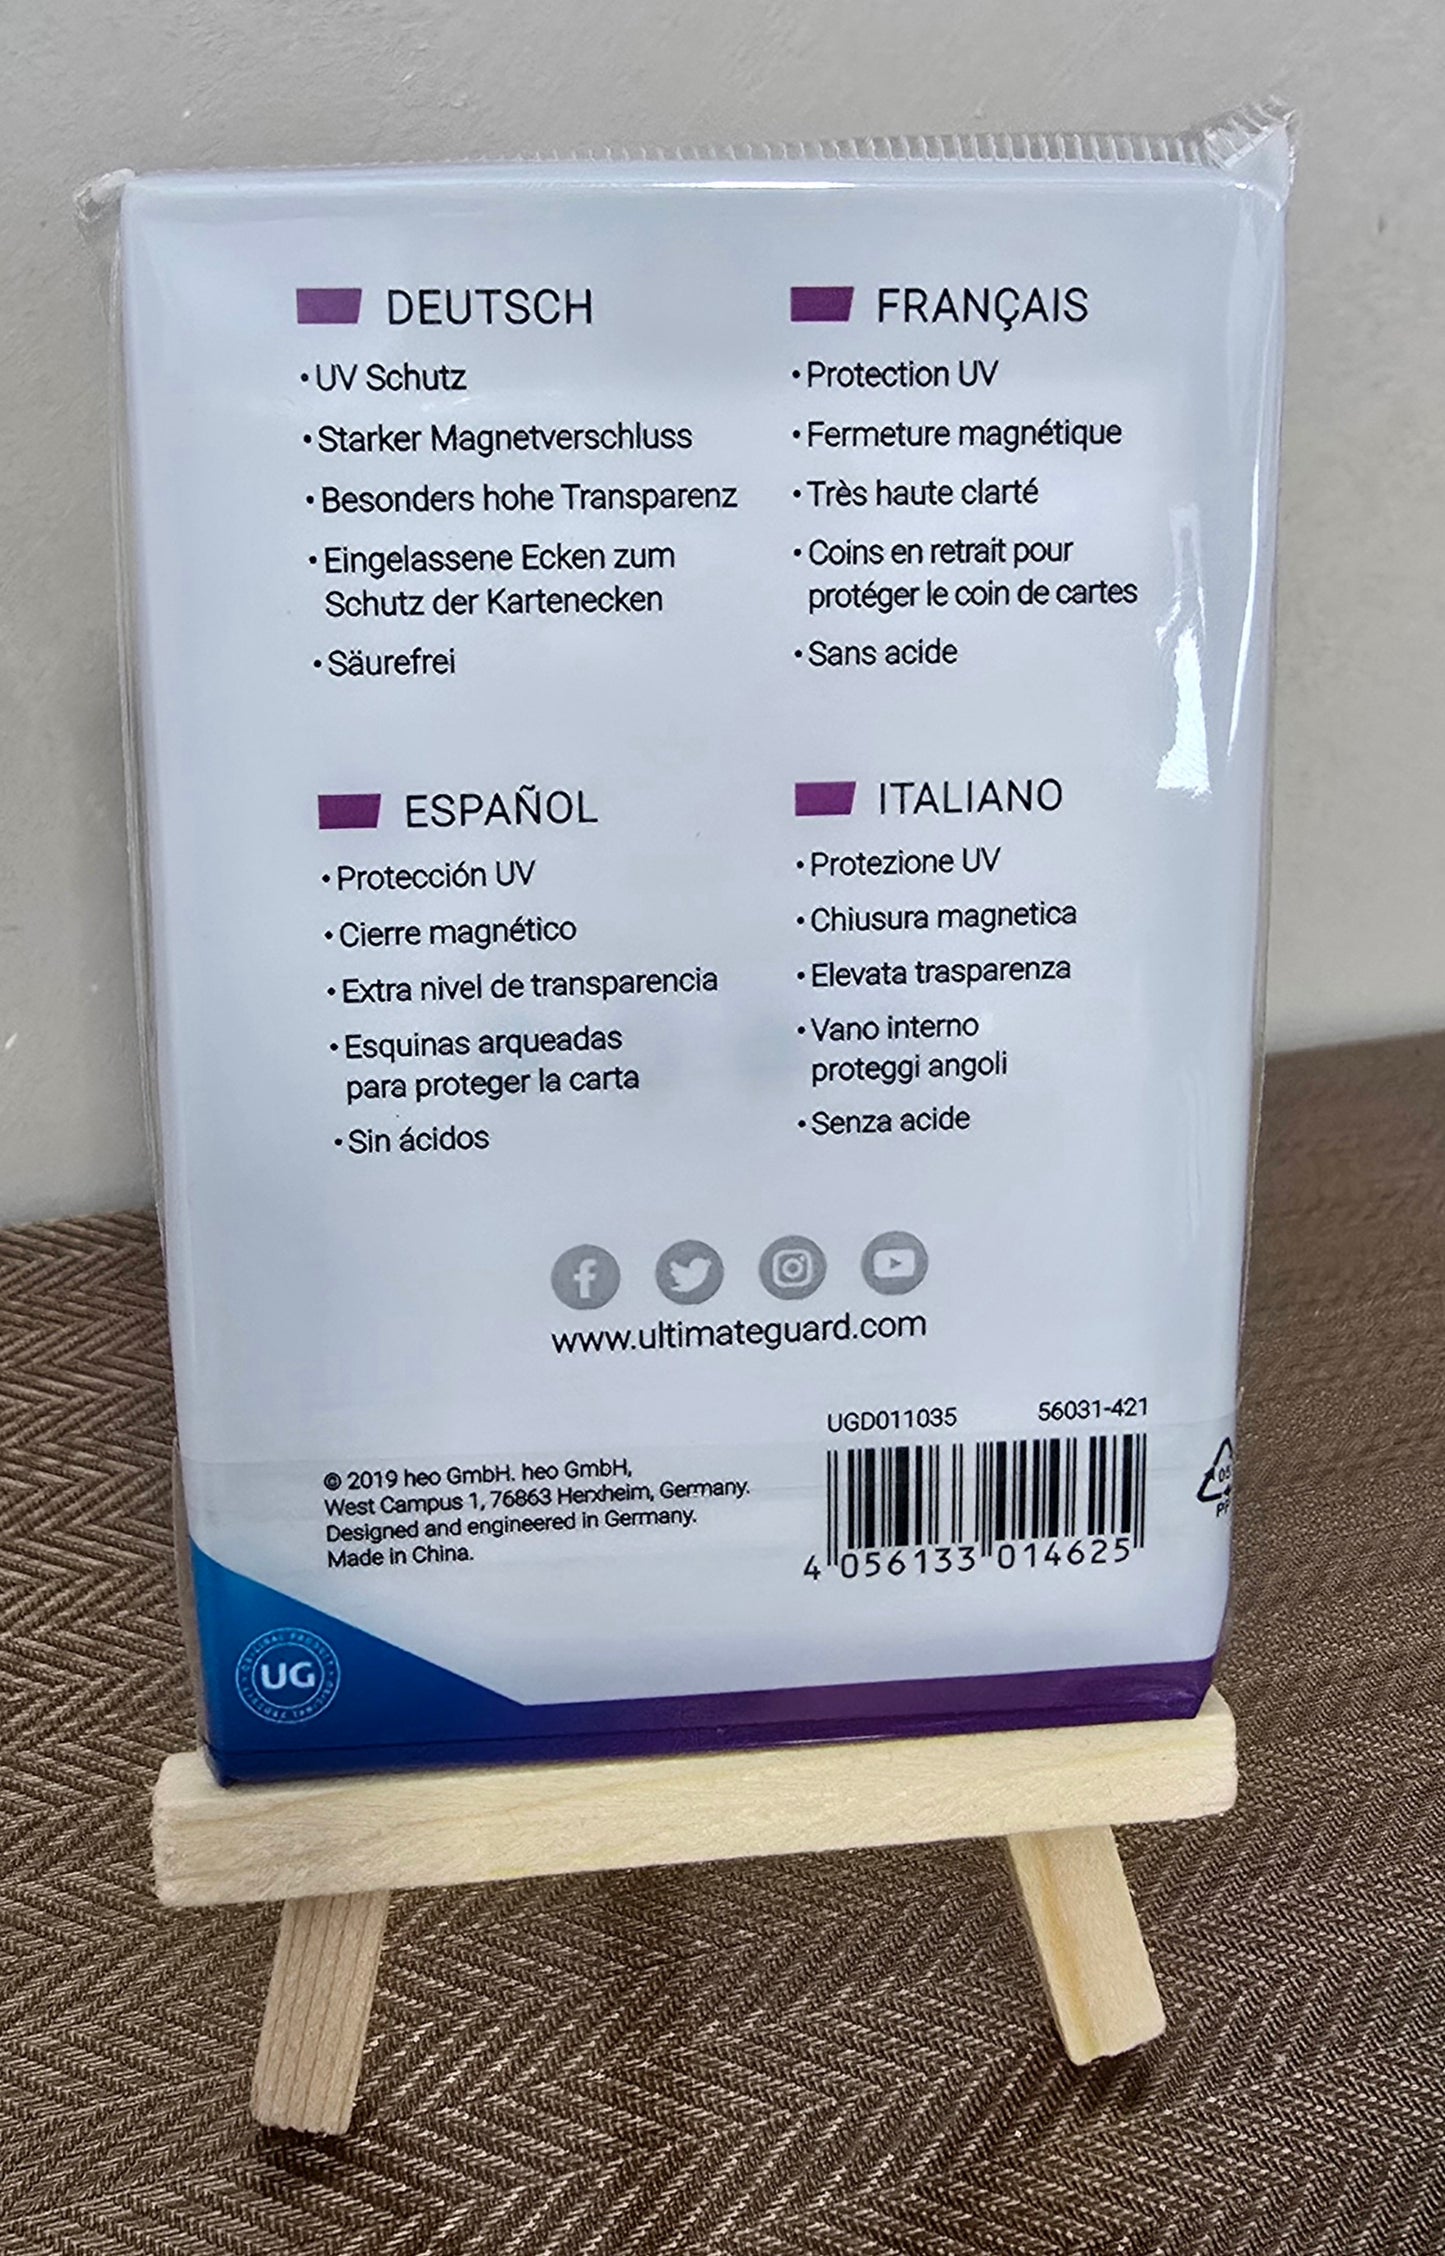 DEUTSCH
• UV Schutz
• Starker Magnetverschluss
• Besonders hohe Transparenz
• Eingelassene Ecken zum
Schutz der Kartenecken
• Säurefrei
FRANÇAIS
• Protection UV
• Fermeture magnétique
• Très haute clarté
• Coins en retrait pour
protéger le coin de cartes
• Sans acide
ESPAÑOL
• Protección UV
• Cierre magnético
• Extra nivel de transparencia
• Esquinas arqueadas
para proteger la carta
• Sin ácidos
ITALIANO
• Protezione UV
• Chiusura magnetica
• Elevata trasparenza
• Vano interno
proteggi angoli
• Senza acide
www.ultimateguard.com
© 2019 heo GmbH. heo GmbH,
West Campus 1, 76863 Herxheim, Germany.
Designed and engineered in Germany.
Made in China.
UGD011035 56031-421
4 056133 014625
UG
ORIGINAL PRODUCT